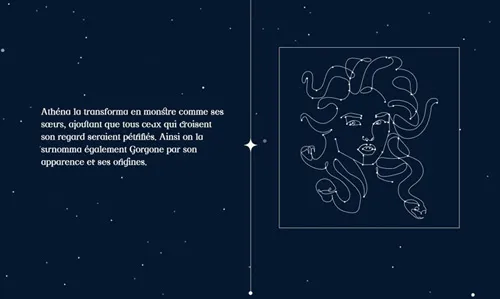 Athéna la transforma en monstre comme ses
sœurs, ajoutant que tous ceux qui croisent
son regard seraient pétrifiés. Ainsi on la
surnomma également Gorgone par son
apparence et ses origines.